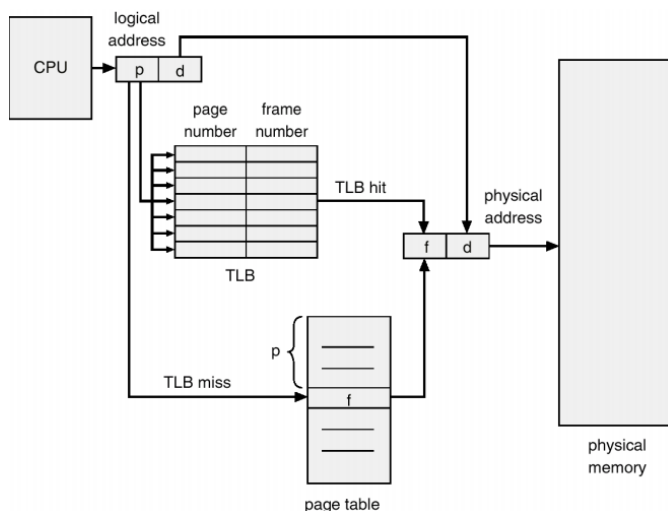 logical
address
CPU
p
d
page
number
frame
number
TLB hit
physical
address
f
d
TLB
p
TLB miss
f
physical
memory
page table